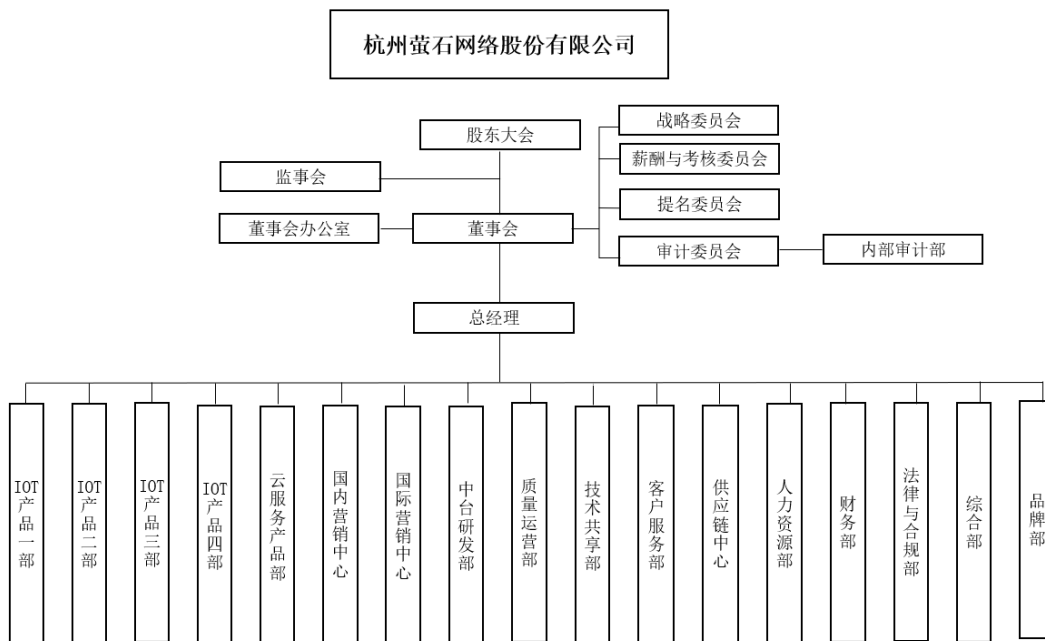 杭州萤石网络股份有限公司
股东大会
战略委员会
薪酬与考核委员会
监事会
提名委员会
董事会办公室
董事会
审计委员会
内部审计部
总经理
IOT产品一部
IOT产品二部
IOT产品三部
IOT产品四部
云服务产品部
国内营销中心
国际营销中心
中台研发部
质量运营部
技术共享部
客户服务部
供应链中心
人力资源部
财务部
法律与合规部
综合部
品牌部